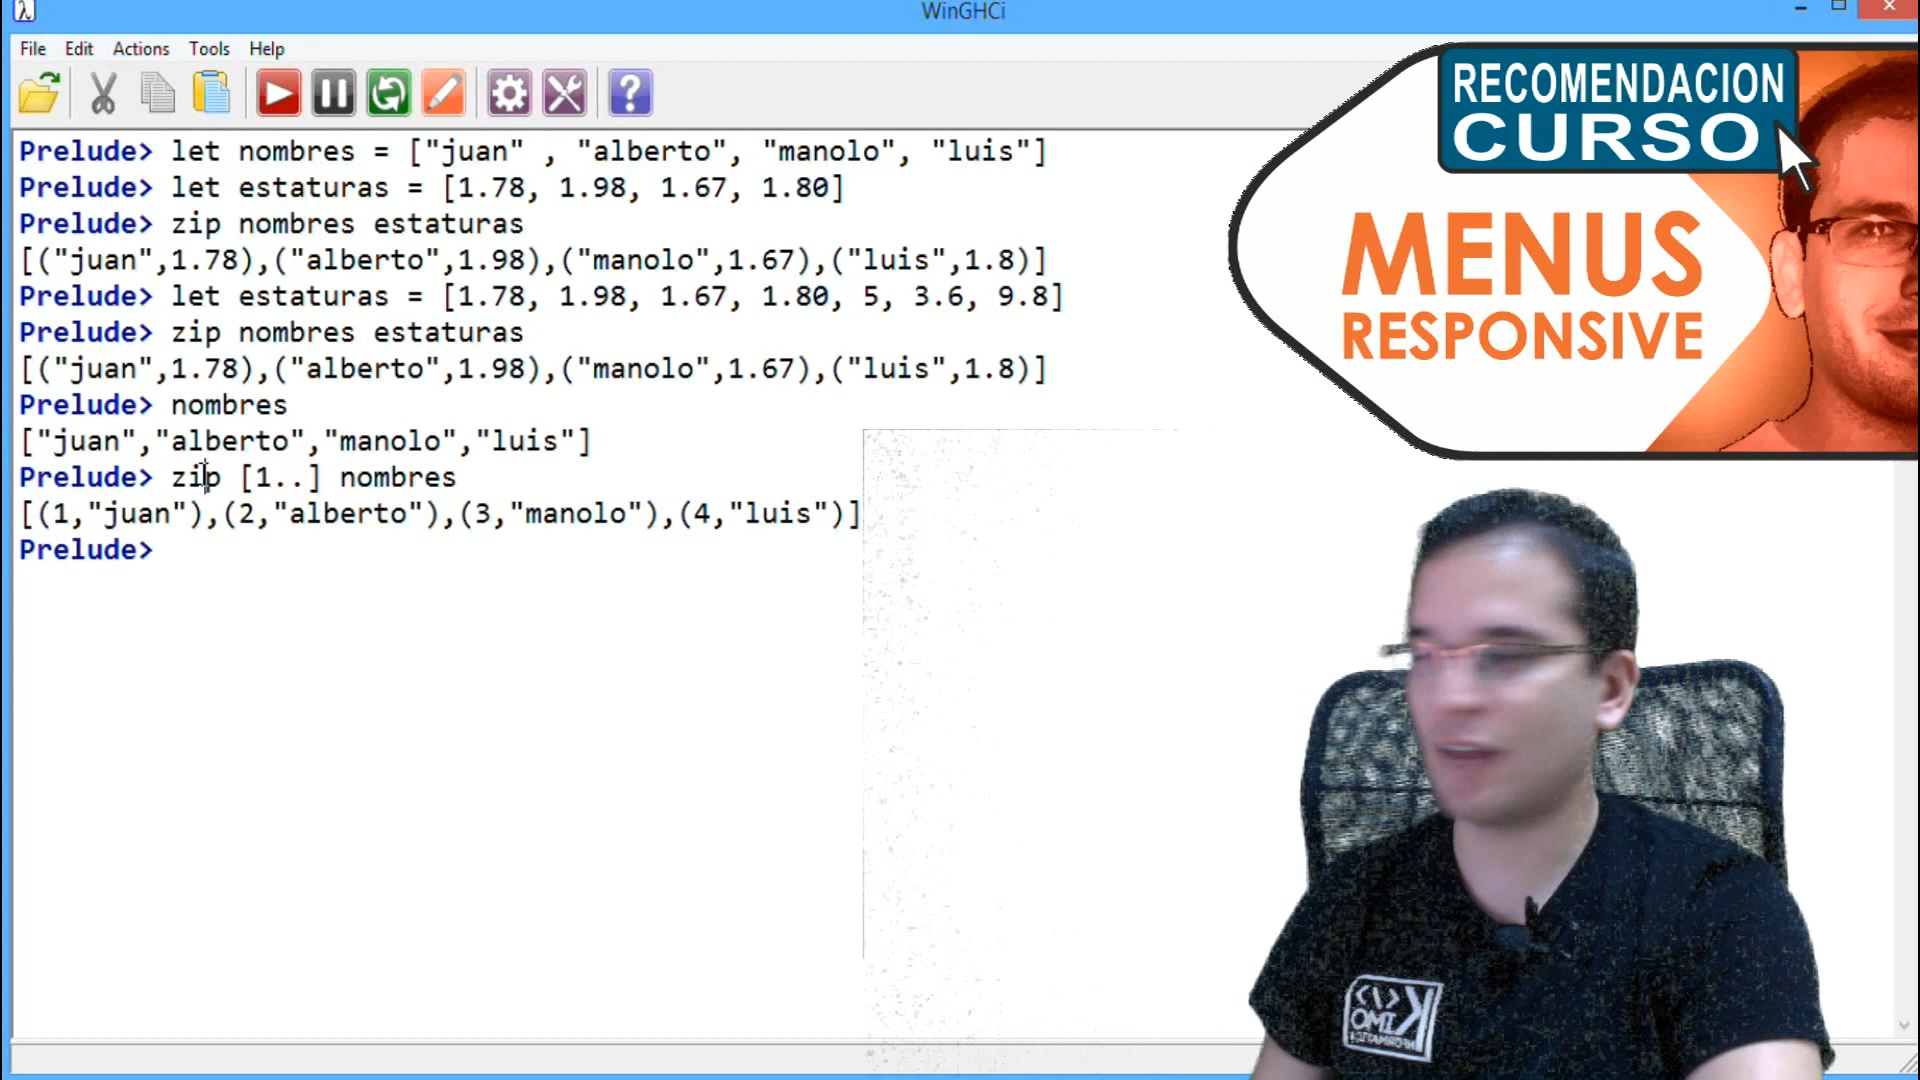 WinGHCi
File Edit Actions Tools Help
Prelude> let nombres = ["juan" , "alberto", "manolo", "luis"]
Prelude> let estaturas = [1.78, 1.98, 1.67, 1.80]
Prelude> zip nombres estaturas
[("juan",1.78),("alberto",1.98),("manolo",1.67),("luis",1.8)]
Prelude> let estaturas = [1.78, 1.98, 1.67, 1.80, 5, 3.6, 9.8]
Prelude> zip nombres estaturas
[("juan",1.78),("alberto",1.98),("manolo",1.67),("luis",1.8)]
Prelude> nombres
["juan","alberto","manolo","luis"]
Prelude> zip [1..] nombres
[(1,"juan"),(2,"alberto"),(3,"manolo"),(4,"luis")]
Prelude>
RECOMENDACION
CURSO
MENUS
RESPONSIVE